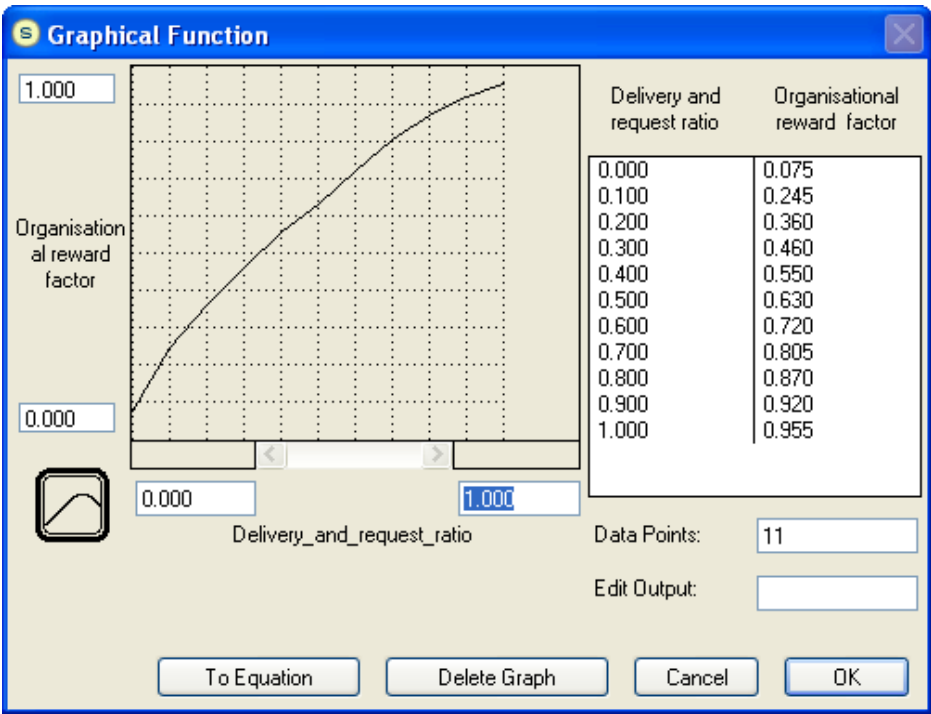 S Graphical Function
1.000
Organisation
al reward
factor
0.000
0.000 1.000
Delivery_and_request_ratio
Delivery and Organisational
request ratio reward factor
0.000 0.075
0.100 0.245
0.200 0.360
0.300 0.460
0.400 0.550
0.500 0.630
0.600 0.720
0.700 0.805
0.800 0.870
0.900 0.920
1.000 0.955
Data Points: 11
Edit Output:
To Equation Delete Graph Cancel OK